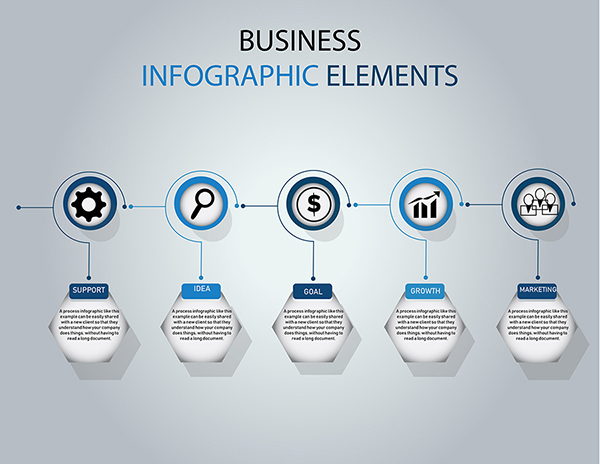 BUSINESS
INFOGRAPHIC ELEMENTS
$
SUPPORT
A process infographic like this
example can be easily shared
with a new client so that they
understand how your company
does things, without having to
read a long document.
IDEA
A process infographic like this
example can be easily shared
with a new client so that they
understand how your company
does things, without having to
read a long document.
GOAL
A process infographic like this
example can be easily shared
with a new client so that they
understand how your company
does things, without having to
read a long document.
GROWTH
A process infographic like this
example can be easily shared
with a new client so that they
understand how your company
does things, without having to
read a long document.
MARKETING
A process infographic like this
example can be easily shared
with a new client so that they
understand how your company
does things, without having to
read a long document.